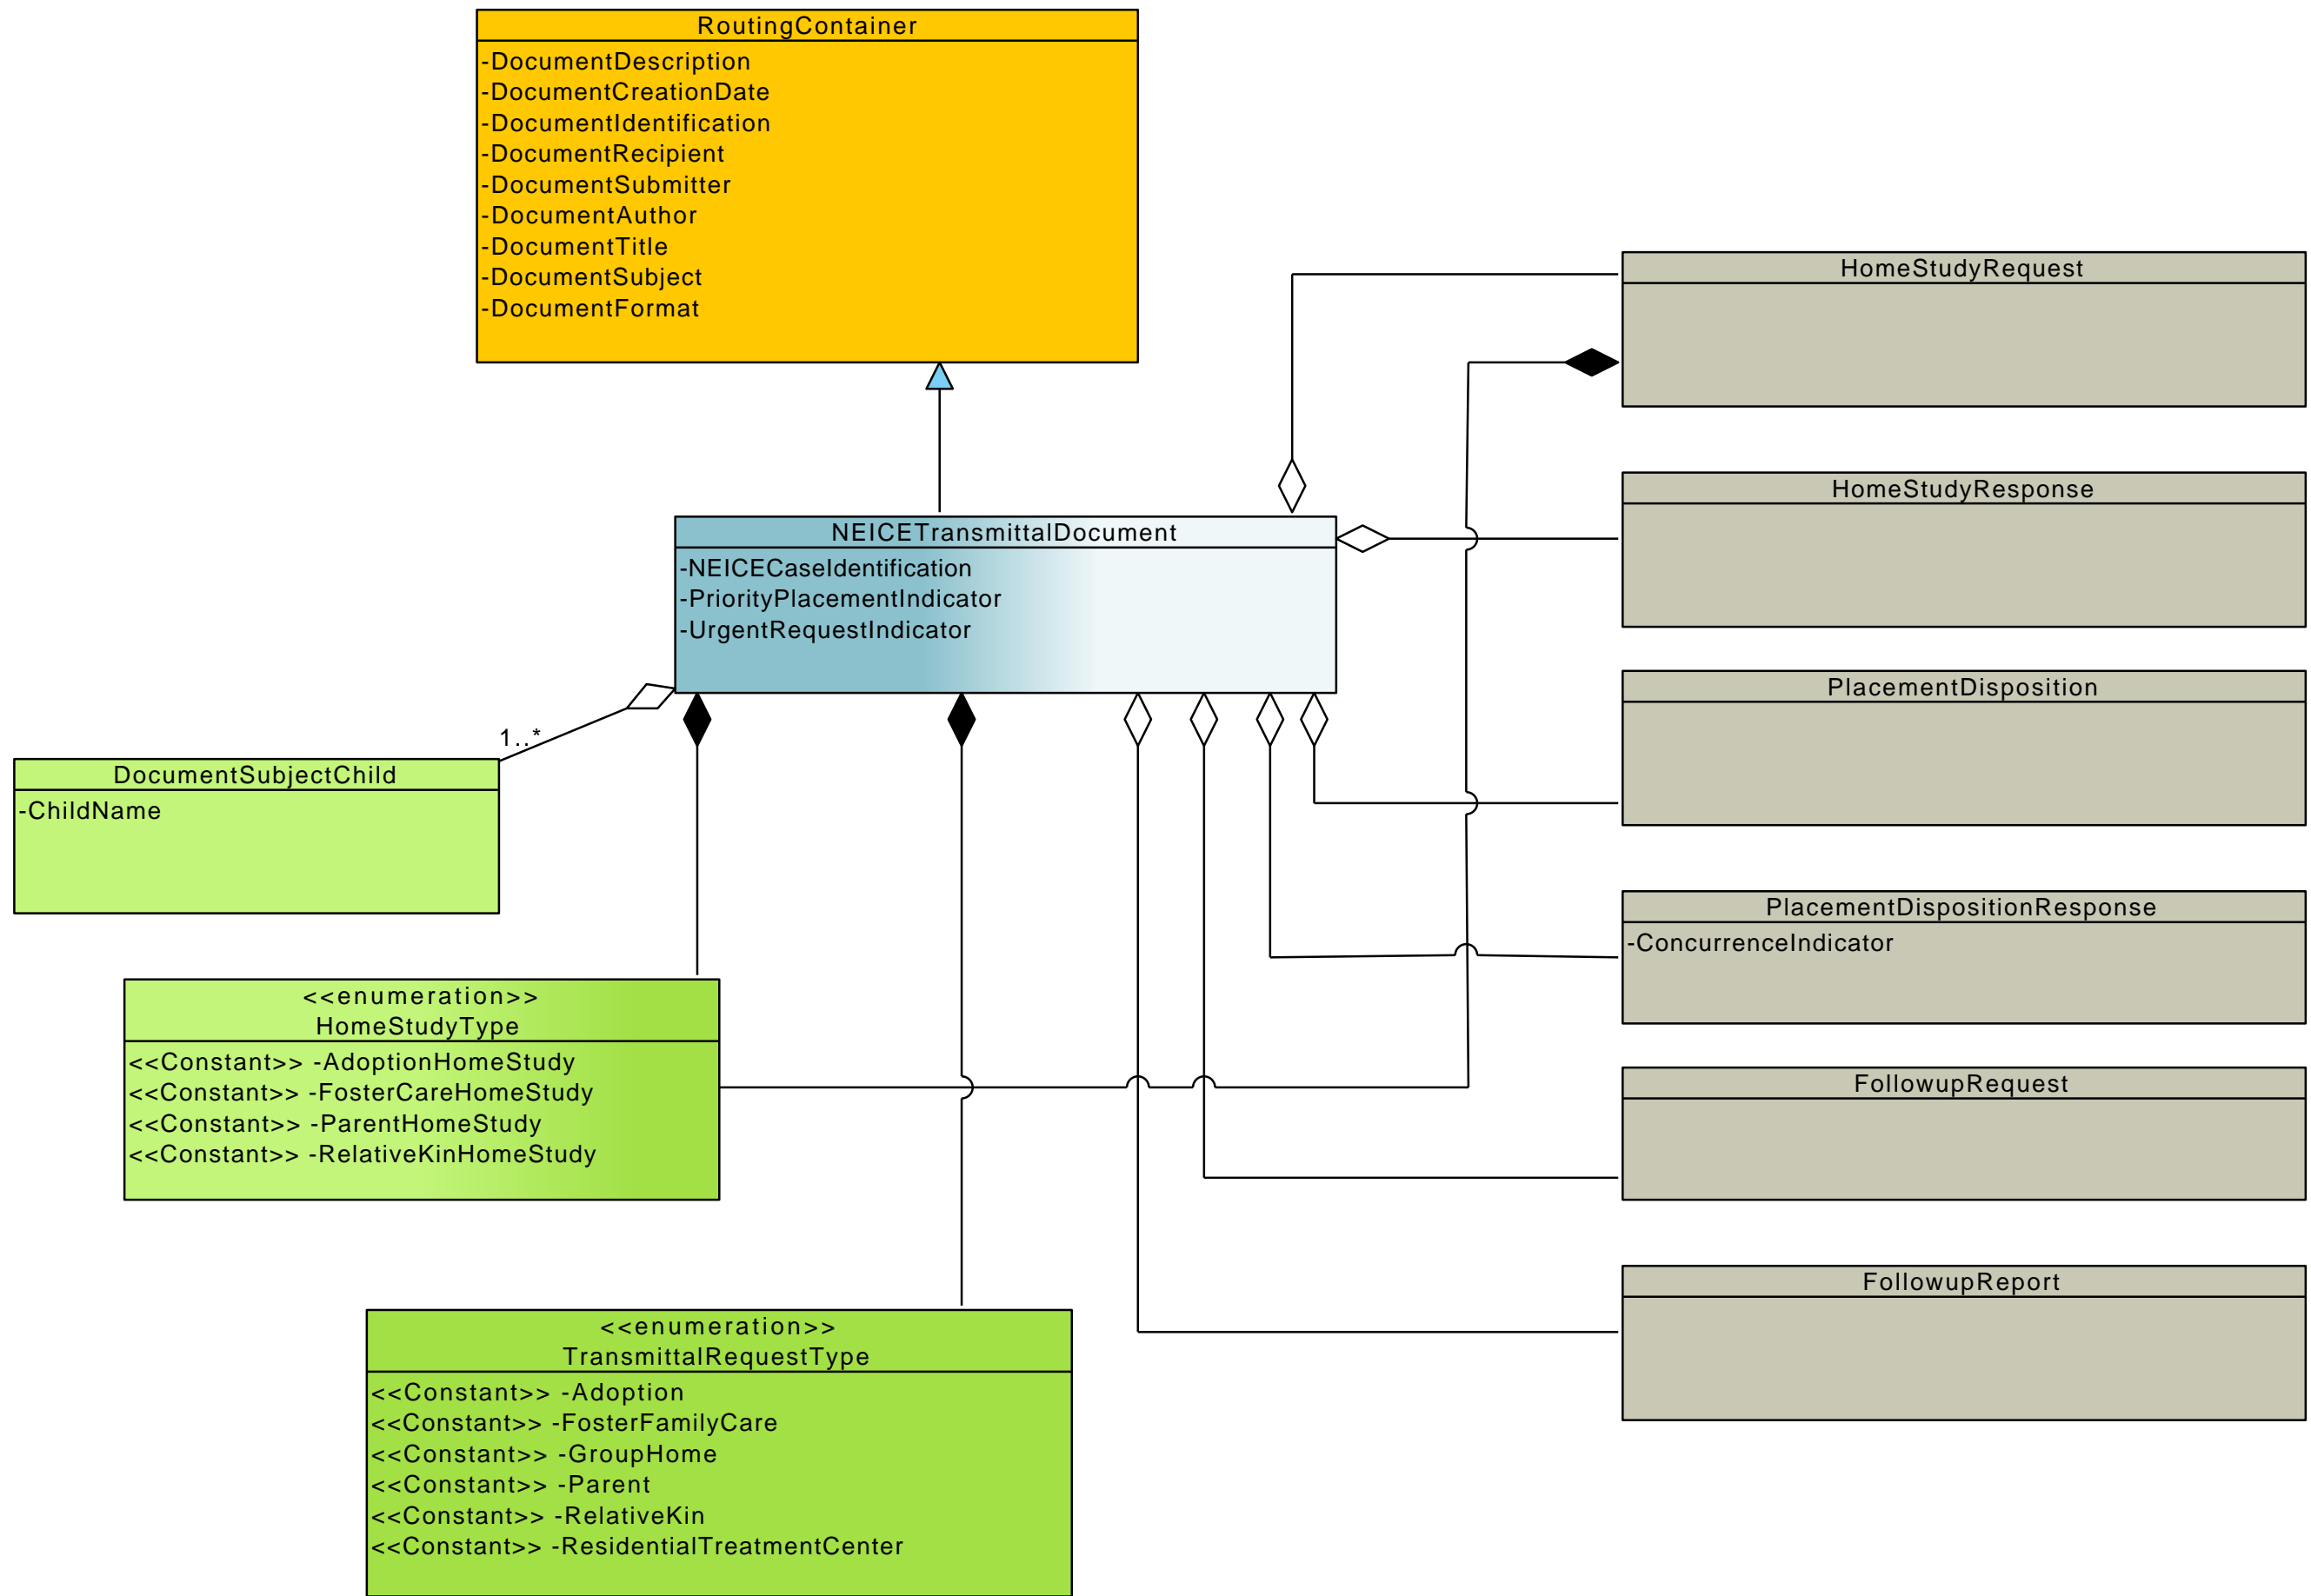 RoutingContainer
-DocumentDescription
-DocumentCreationDate
-DocumentIdentification
-DocumentRecipient
-DocumentSubmitter
-DocumentAuthor
-DocumentTitle
-DocumentSubject
-DocumentFormat
HomeStudyRequest
HomeStudyResponse
NEICETransmittalDocument
-NEICECaseIdentification
-PriorityPlacementIndicator
-UrgentRequestIndicator
PlacementDisposition
1..*
DocumentSubjectChild
-ChildName
PlacementDispositionResponse
-ConcurrenceIndicator
<<enumeration>>
HomeStudyType
<<Constant>> -AdoptionHomeStudy
<<Constant>> -FosterCareHomeStudy
<<Constant>> -ParentHomeStudy
<<Constant>> -RelativeKinHomeStudy
FollowupRequest
FollowupReport
<<enumeration>>
TransmittalRequestType
<<Constant>> -Adoption
<<Constant>> -FosterFamilyCare
<<Constant>> -GroupHome
<<Constant>> -Parent
<<Constant>> -RelativeKin
<<Constant>> -ResidentialTreatmentCenter